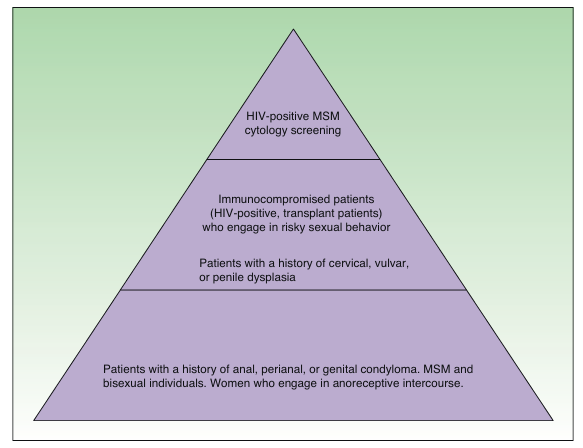 HIV-positive MSM
cytology screening
Immunocompromised patients
(HIV-positive, transplant patients)
who engage in risky sexual behavior
Patients with a history of cervical, vulvar,
or penile dysplasia
Patients with a history of anal, perianal, or genital condyloma. MSM and
bisexual individuals. Women who engage in anoreceptive intercourse.